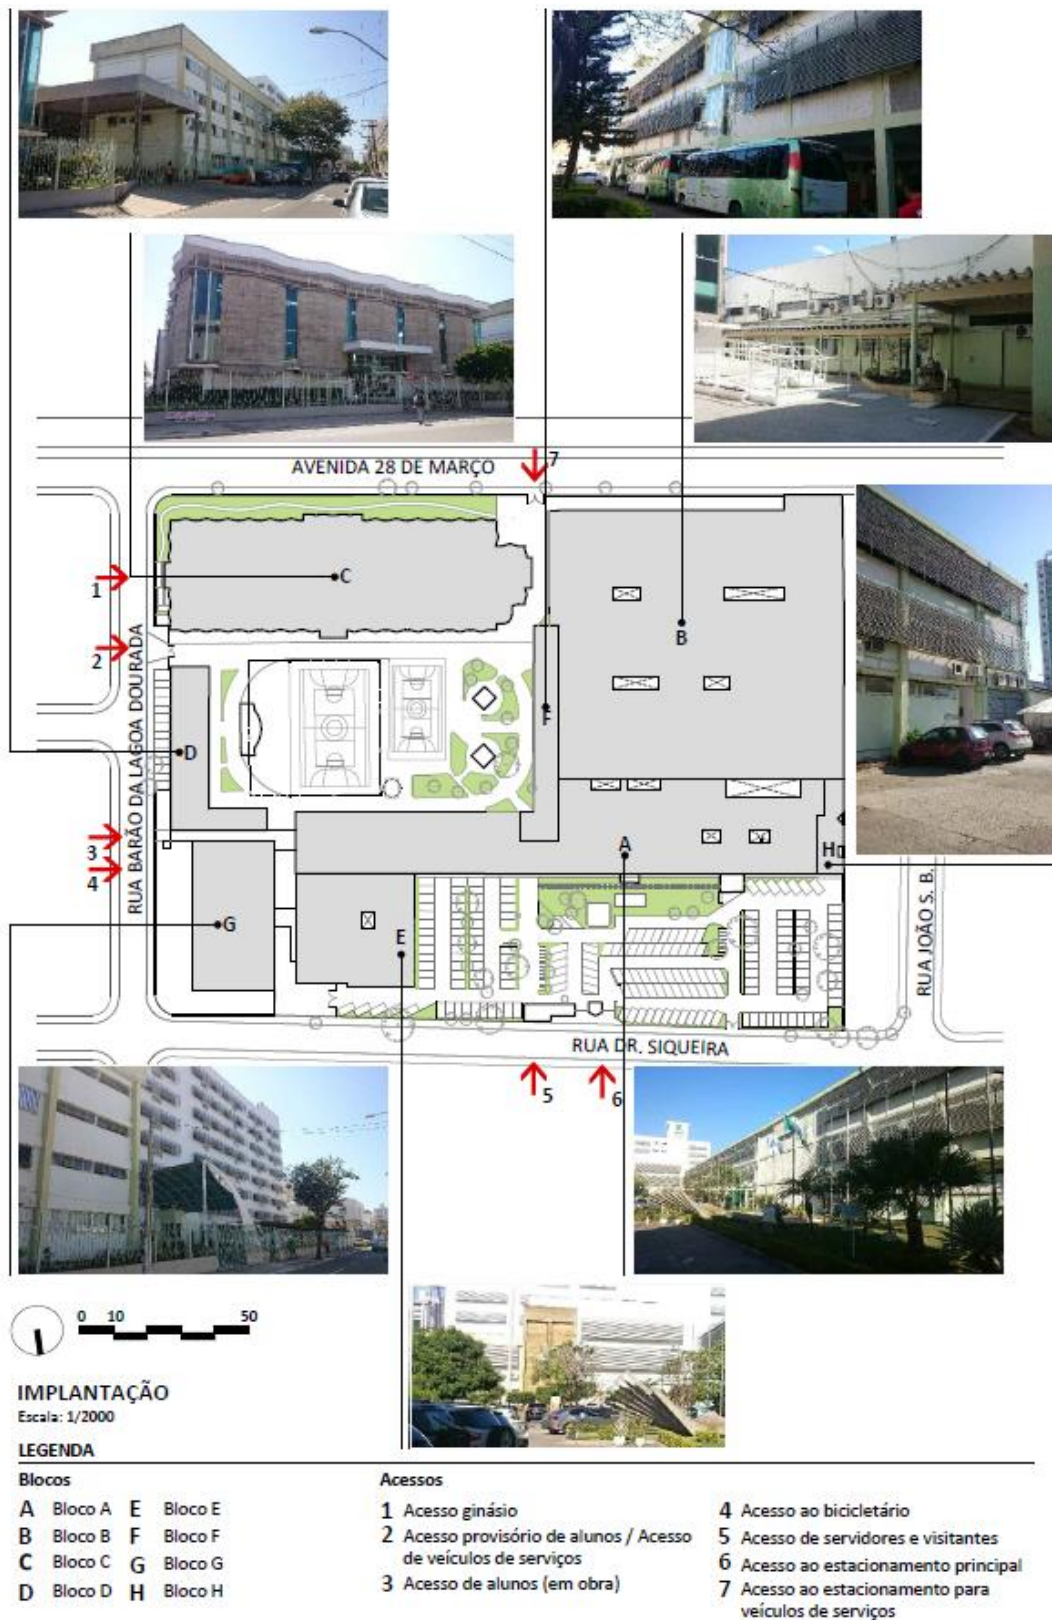 AVENIDA 28 DE MARÇO
7
1
C
B
2
RUA BARÃO DA LAGOA DOURADA
F
D
3
A
H
4
G
E
RUA JOÃO S. B.
RUA DR. SIQUEIRA
5
6
0 10 50
IMPLANTAÇÃO
Escala: 1/2000
LEGENDA
Blocos
A Bloco A E Bloco E
B Bloco B F Bloco F
C Bloco C G Bloco G
D Bloco D H Bloco H
Acessos
1 Acesso ginásio
2 Acesso provisório de alunos / Acesso
de veículos de serviços
3 Acesso de alunos (em obra)
4 Acesso ao bicicletário
5 Acesso de servidores e visitantes
6 Acesso ao estacionamento principal
7 Acesso ao estacionamento para
veículos de serviços